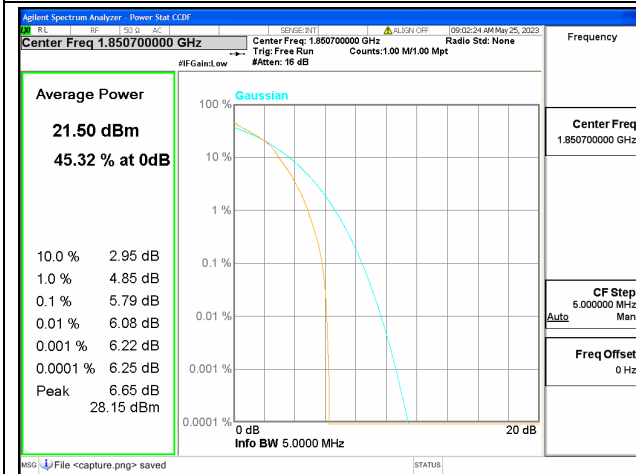 Agilent Spectrum Analyzer - Power Stat CCDF
RL RF 50 Ω AC SENSE:INT ALIGN OFF 09:02:24 AM May 25, 2023
Center Freq 1.850700000 GHz
Center Freq: 1.850700000 GHz Radio Std: None
Trig: Free Run Counts:1.00 M/1.00 Mpt
#IFGain:Low #Atten: 16 dB
Frequency
Center Freq
1.850700000 GHz
CF Step
5.000000 MHz
Auto Man
Freq Offset
0 Hz
Average Power
21.50 dBm
45.32 % at 0dB
10.0 % 2.95 dB
1.0 % 4.85 dB
0.1 % 5.79 dB
0.01 % 6.08 dB
0.001 % 6.22 dB
0.0001 % 6.25 dB
Peak 6.65 dB
28.15 dBm
Gaussian
100 %
10 %
1 %
0.1 %
0.01 %
0.001 %
0.0001 %
0 dB 20 dB
Info BW 5.0000 MHz
MSG File <capture.png> saved STATUS